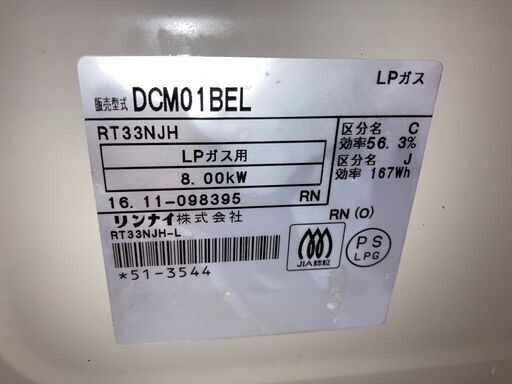 LPガス
販売型式 DCM01BEL
RT33NJH
LPガス用
8.00kW
16.11-098395 RN
リンナイ株式会社
RT33NJH-L
*51-3544
区分名 C
効率56.3%
区分名 J
効率 167Wh
RN(O)
JIA認証
PS
LPG